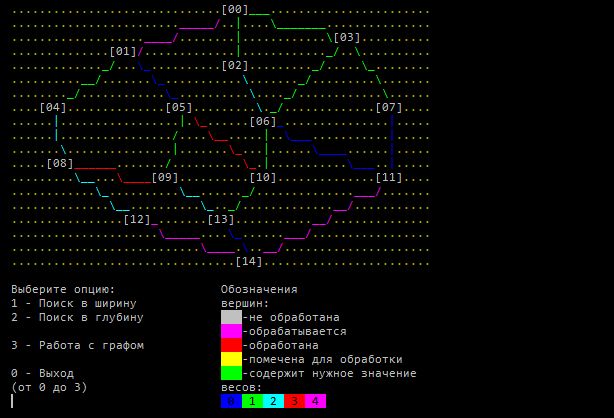 [00]
[03]
[01]
[02]
[04] [05] [07]
[06]
[08] [09] [10] [11]
[12] [13]
[14]
Выберите опцию: Обозначения
1 - Поиск в ширину вершин:
2 - Поиск в глубину -не обработана
-обрабатывается
3 - Работа с графом -обработана
-помечена для обработки
0 - Выход -содержит нужное значение
(от 0 до 3) весов:
0 1 2 3 4